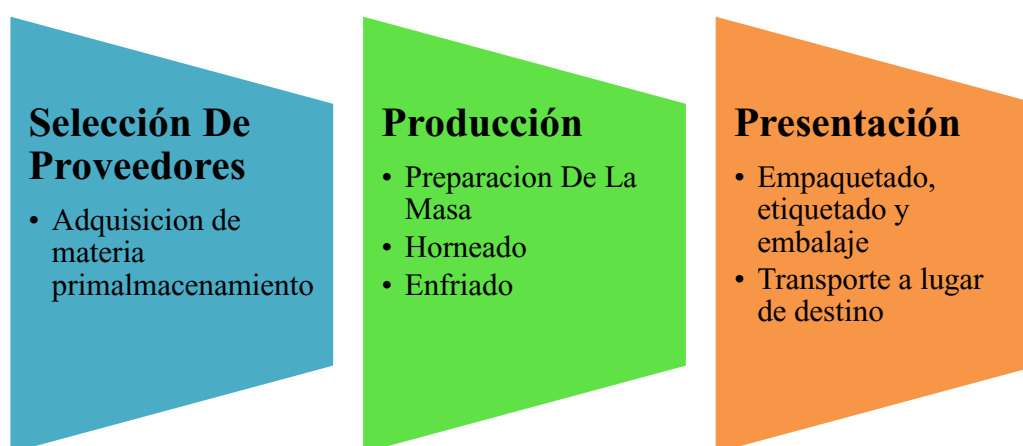 Selección De
Proveedores
• Adquisicion de
materia
primalmacenamiento
Producción
• Preparacion De La
Masa
• Horneado
• Enfriado
Presentación
• Empaquetado,
etiquetado y
embalaje
• Transporte a lugar
de destino